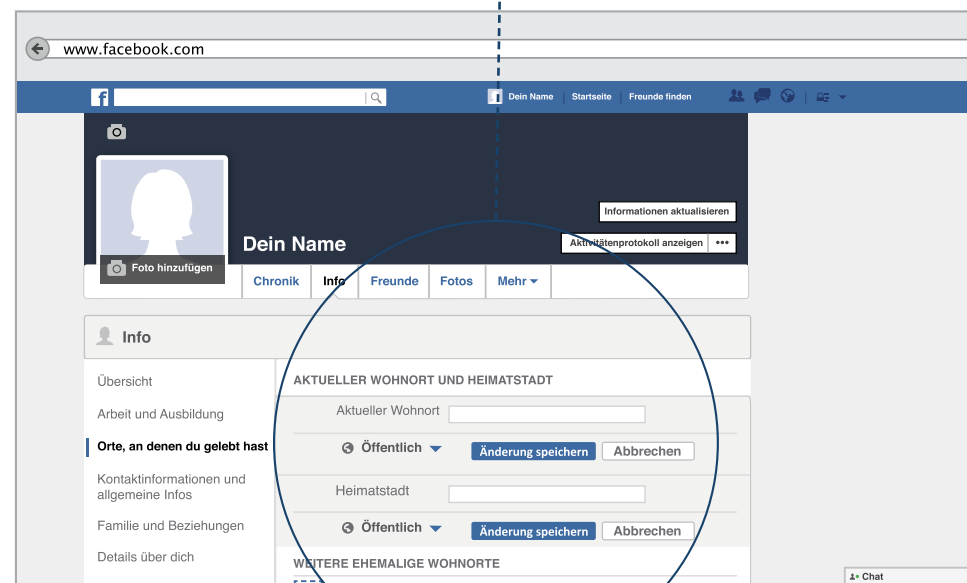 www.facebook.com
f
Dein Name Startseite Freunde finden
Informationen aktualisieren
Aktivitätenprotokoll anzeigen •••
Dein Name
Foto hinzufügen
Chronik Info Freunde Fotos Mehr
Info
Übersicht
Arbeit und Ausbildung
Orte, an denen du gelebt hast
Kontaktinformationen und
allgemeine Infos
Familie und Beziehungen
Details über dich
AKTUELLER WOHNORT UND HEIMATSTADT
Aktueller Wohnort
Öffentlich Änderung speichern Abbrechen
Heimatstadt
Öffentlich Änderung speichern Abbrechen
WEITERE EHEMALIGE WOHNORTE
Chat